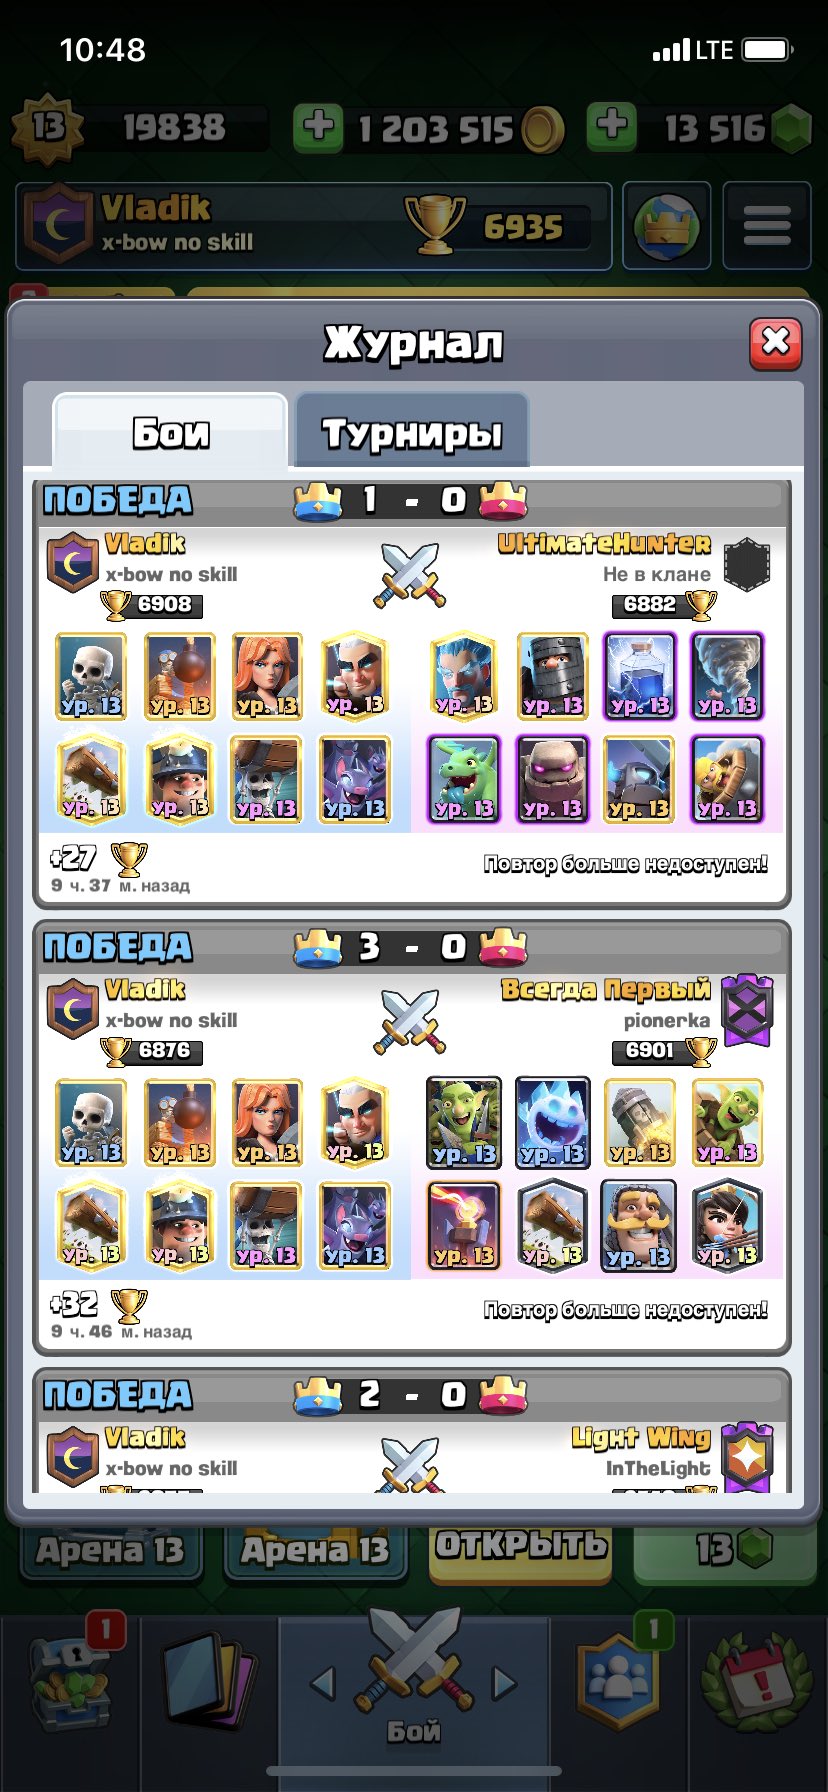 10:48 LTE
13 19838 1 203 515 13 516
Vladik
x-bow no skill
6935
Журнал
Бои Турниры
ПОБЕДА 1 - 0
Vladik UltimateHunter
x-bow no skill Не в клане
6908 6882
Ур. 13 Ур. 13 Ур. 13 Ур. 13 Ур. 13 Ур. 13 Ур. 13 Ур. 13
Ур. 13 Ур. 13 Ур. 13 Ур. 13 Ур. 13 Ур. 13 Ур. 13 Ур. 13
+27 Повтор больше недоступен!
9 ч. 37 м. назад
ПОБЕДА 3 - 0
Vladik Всегда Первый
x-bow no skill pionerka
6876 6901
Ур. 13 Ур. 13 Ур. 13 Ур. 13 Ур. 13 Ур. 13 Ур. 13 Ур. 13
Ур. 13 Ур. 13 Ур. 13 Ур. 13 Ур. 13 Ур. 13 Ур. 13 Ур. 13
+32 Повтор больше недоступен!
9 ч. 46 м. назад
ПОБЕДА 2 - 0
Vladik Light Wing
x-bow no skill InTheLight
Арена 13 Арена 13 ОТКРЫТЬ 13
1 1
Бой